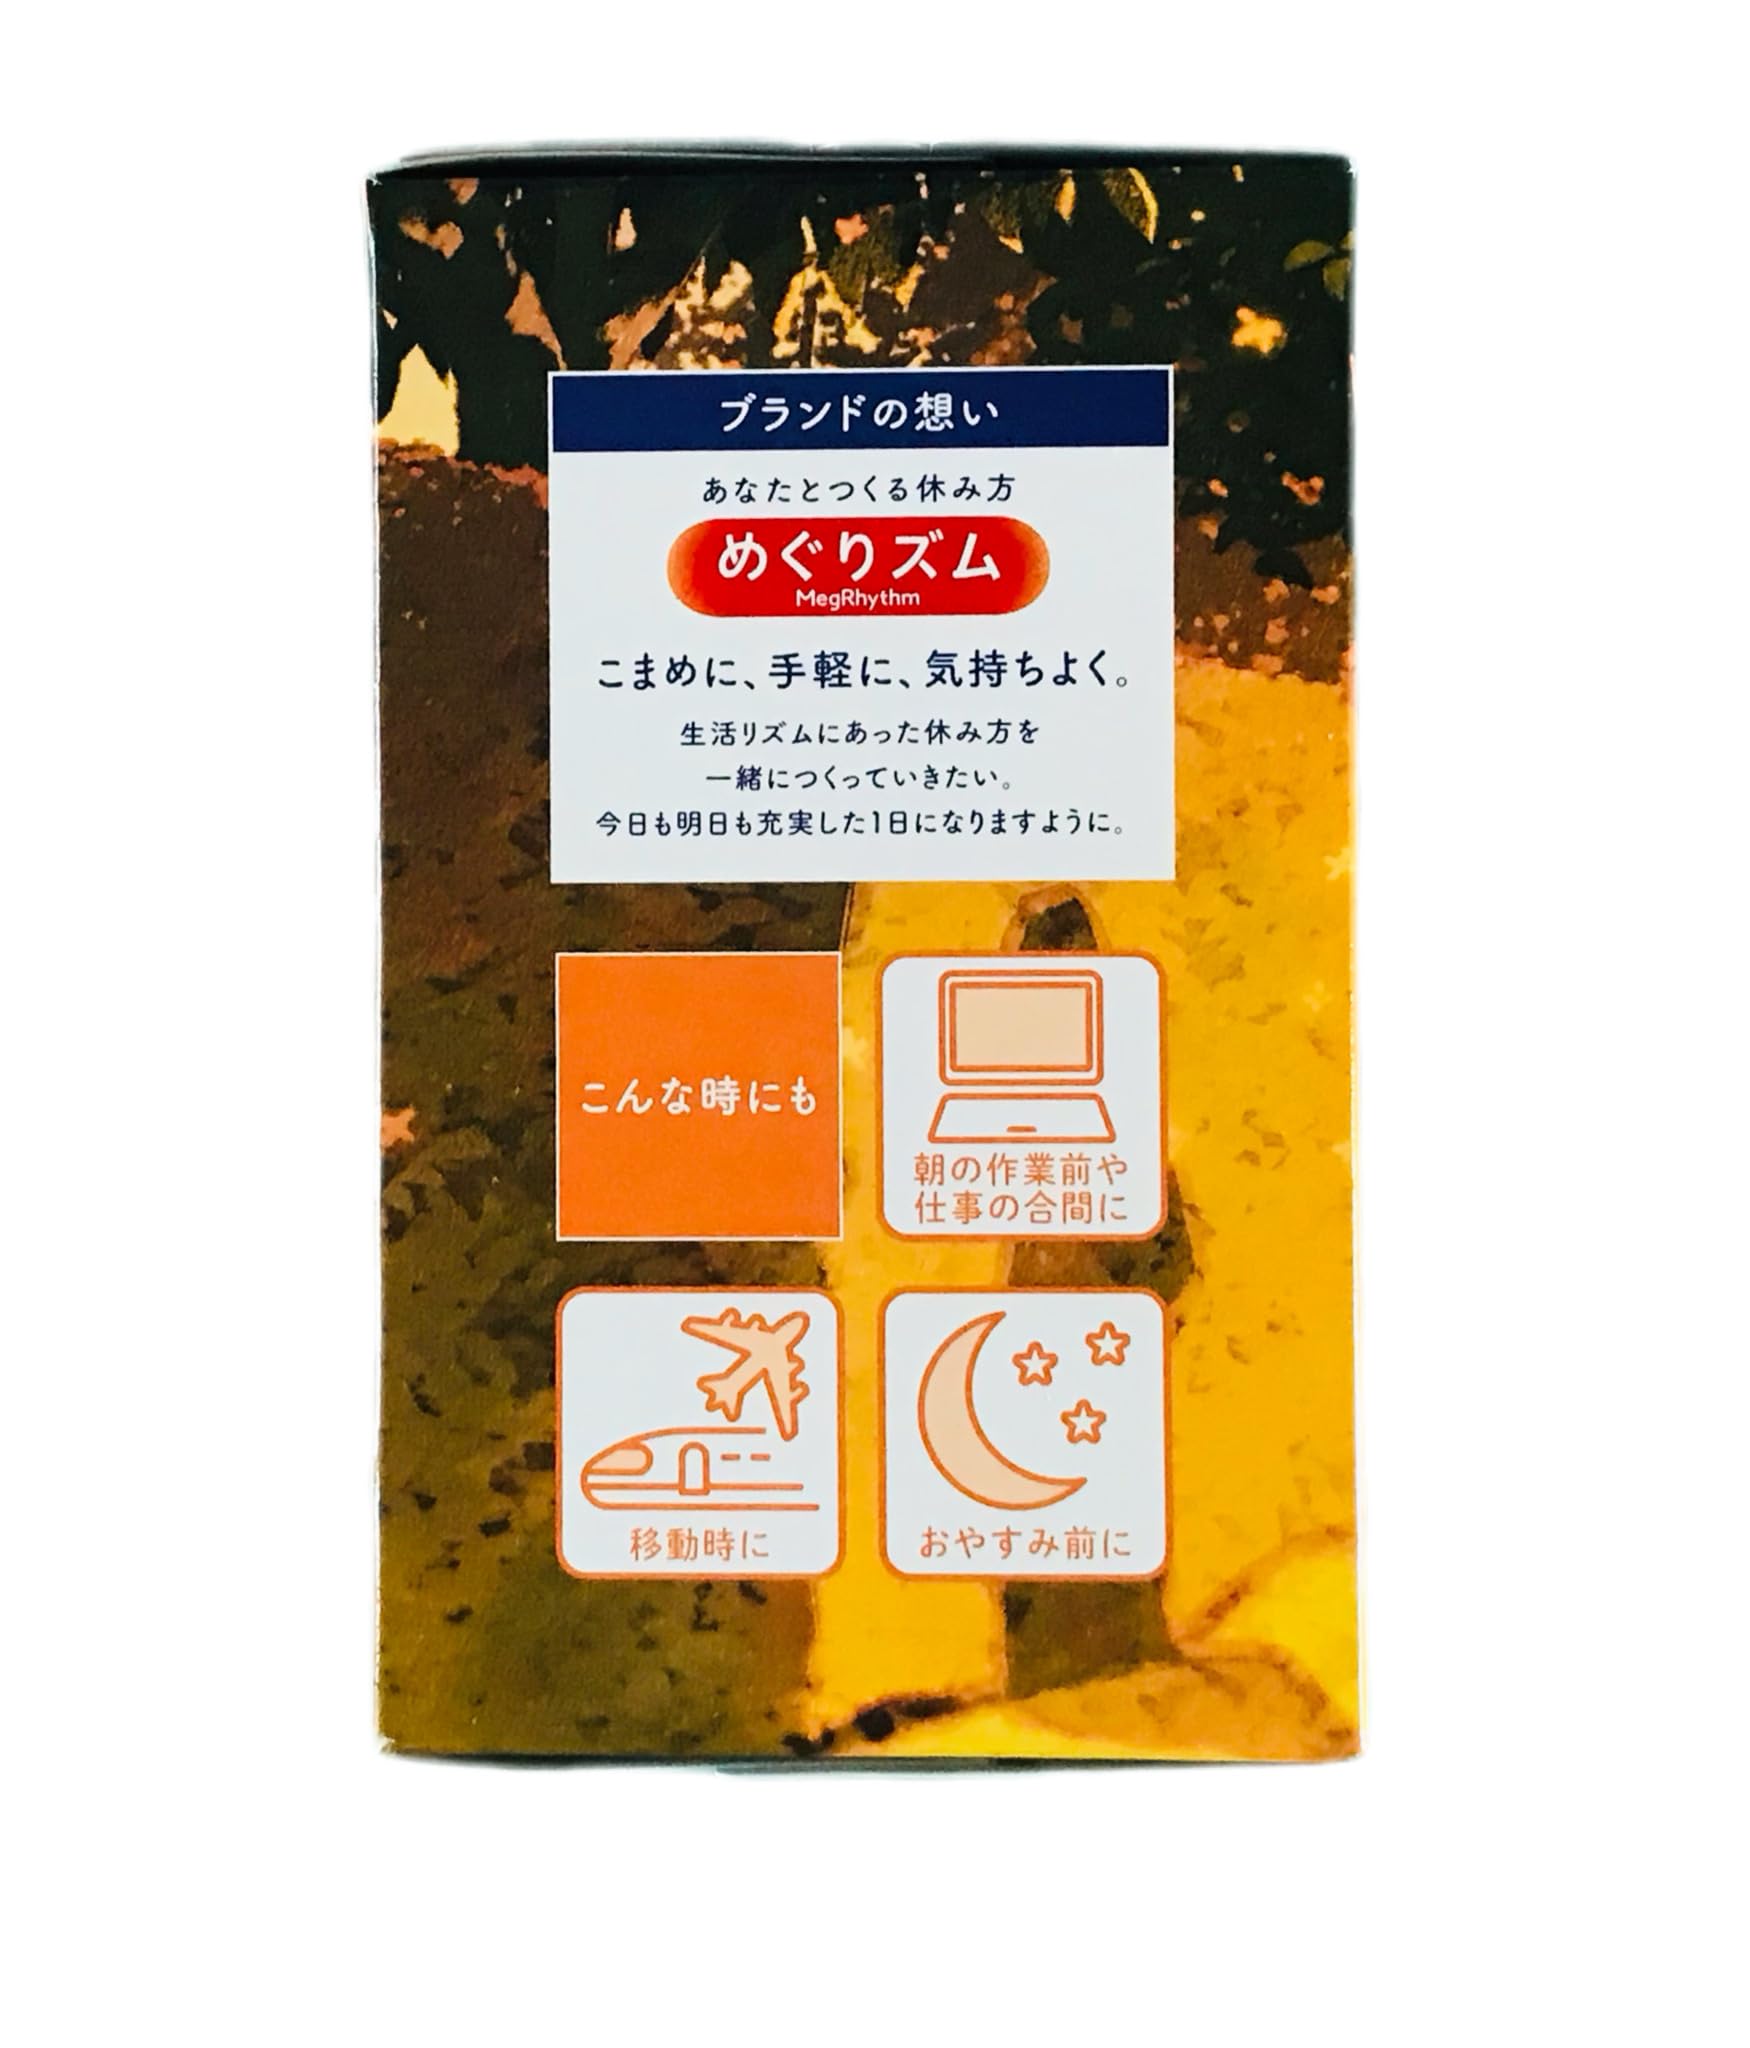 ブランドの想い
あなたとつくる休み方
めぐりズム
MegRhythm
こまめに、手軽に、気持ちよく。
生活リズムにあった休み方を
一緒につくっていきたい。
今日も明日も充実した1日になりますように。
こんな時にも
朝の作業前や
仕事の合間に
移動時に
おやすみ前に